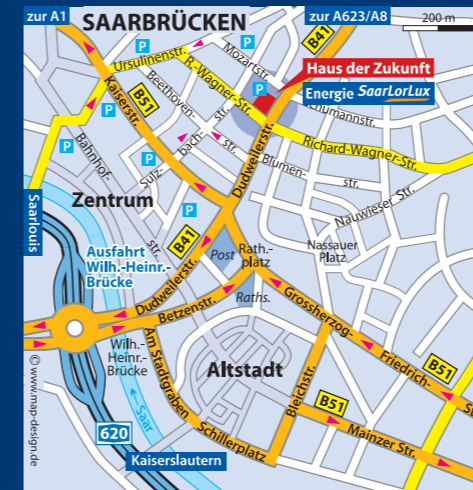 zur A1
SAARBRÜCKEN
zur A623/A8
200 m
P
Ursulinenstr.
Mozartstr.
B41
R.-Wagner-Str.
P
Haus der Zukunft
Energie SaarLorLux
Kaiserstr.
B51
Beethoven-
str.
P
Schumannstr.
P
Bahnhof-
str.
P
Sulz-
bach-
str.
Dudweilerstr.
Richard-Wagner-Str.
Blumen-
str.
Zentrum
P
Nauwieser Str.
Saarlouis
Ausfahrt
Wilh.-Heinr.-
Brücke
B41
Post
Rath.-
platz
Nassauer
Platz
Dudweilerstr.
Betzenstr.
Raths.
Grossherzog-
Friedrich-
Wilh.-
Heinr.-
Brücke
Am Stadtgraben
Altstadt
B51
© www.map-design.de
Saar
Bleichstr.
B51
620
Schillerplatz
Mainzer Str.
Kaiserslautern